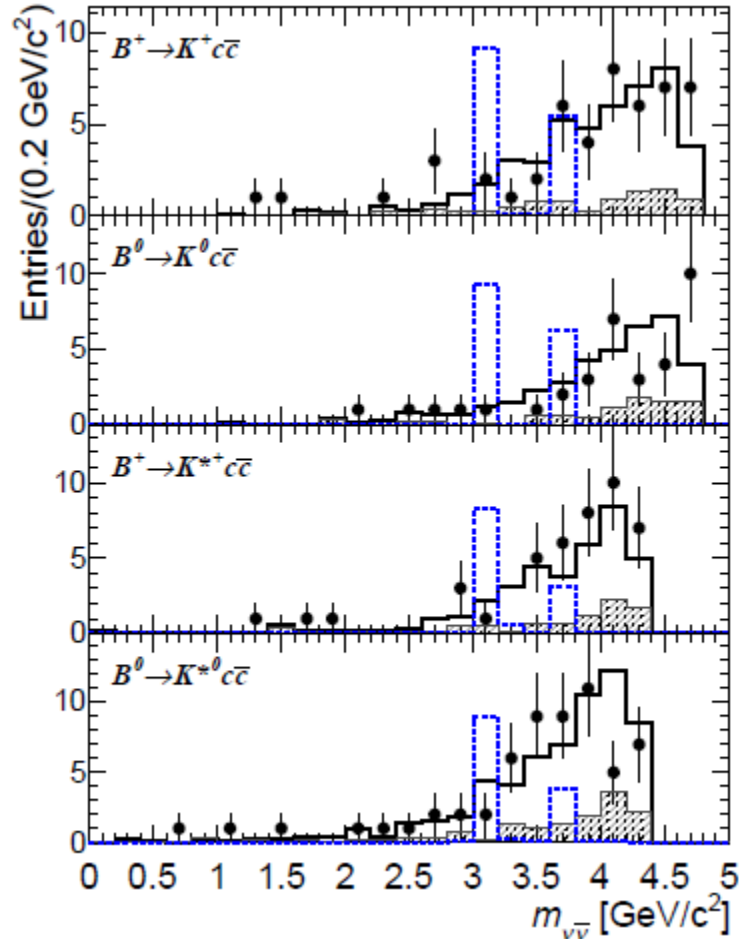 Entries/(0.2 GeV/c²)
10
B⁺→K⁺cc̅
5
0
B⁰→K⁰cc̅
10
5
0
B⁺→K*⁺cc̅
10
5
0
B⁰→K*⁰cc̅
10
5
0
0 0.5 1 1.5 2 2.5 3 3.5 4 4.5 5
m_νν̅ [GeV/c²]